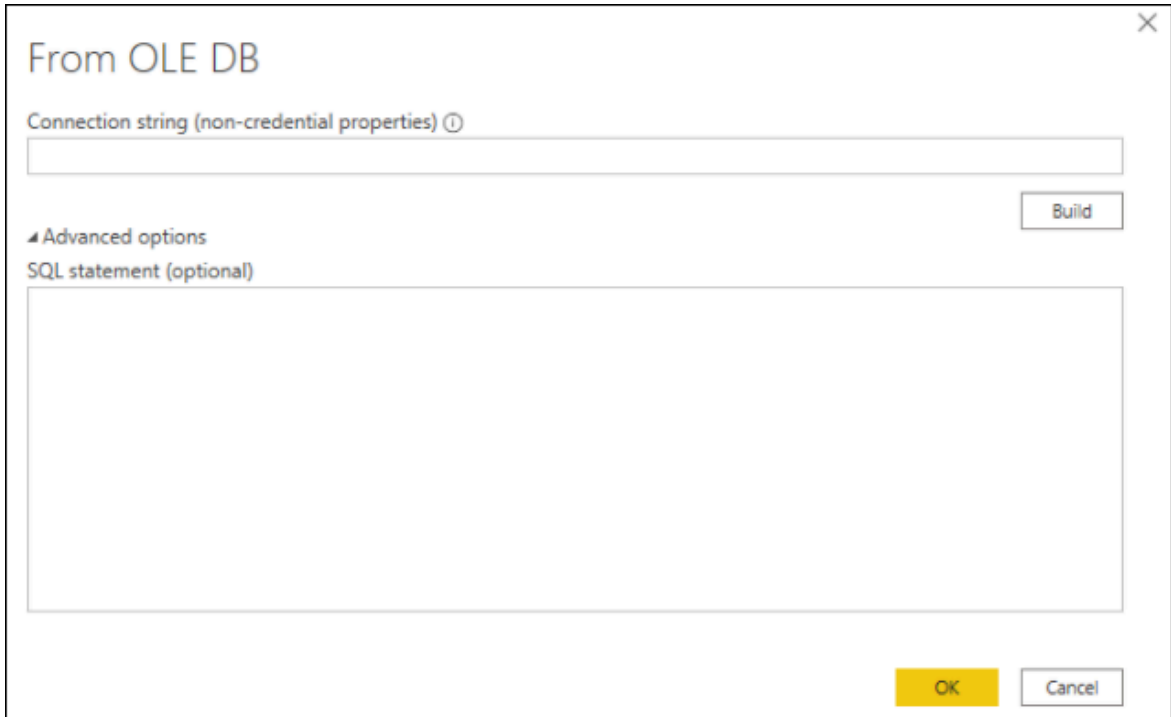 From OLE DB
Connection string (non-credential properties)
Build
Advanced options
SQL statement (optional)
OK Cancel